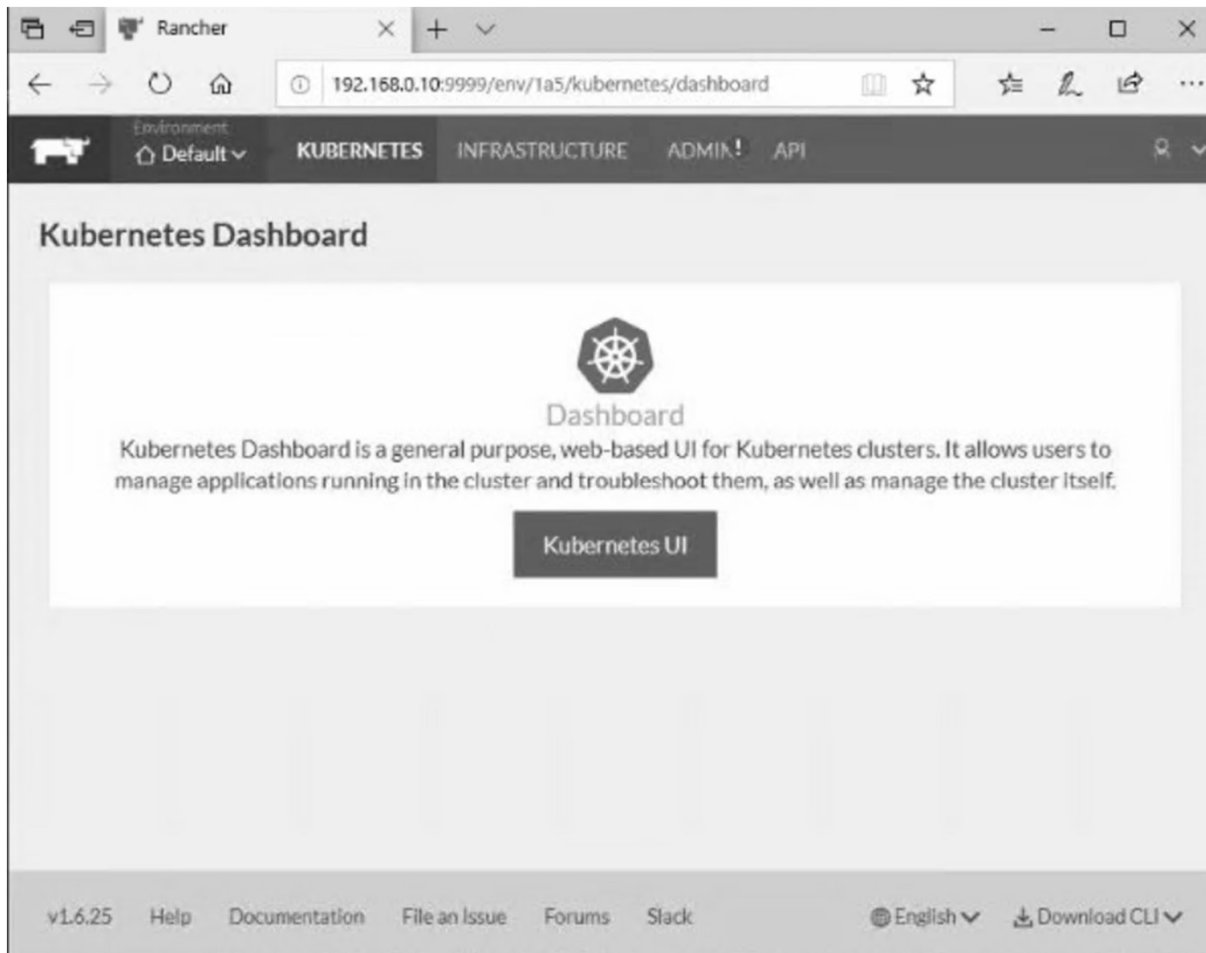 Rancher
192.168.0.10:9999/env/1a5/kubernetes/dashboard
Environment
Default KUBERNETES INFRASTRUCTURE ADMIN! API
Kubernetes Dashboard
Dashboard
Kubernetes Dashboard is a general purpose, web-based UI for Kubernetes clusters. It allows users to
manage applications running in the cluster and troubleshoot them, as well as manage the cluster itself.
Kubernetes UI
v1.6.25 Help Documentation File an Issue Forums Slack English Download CLI